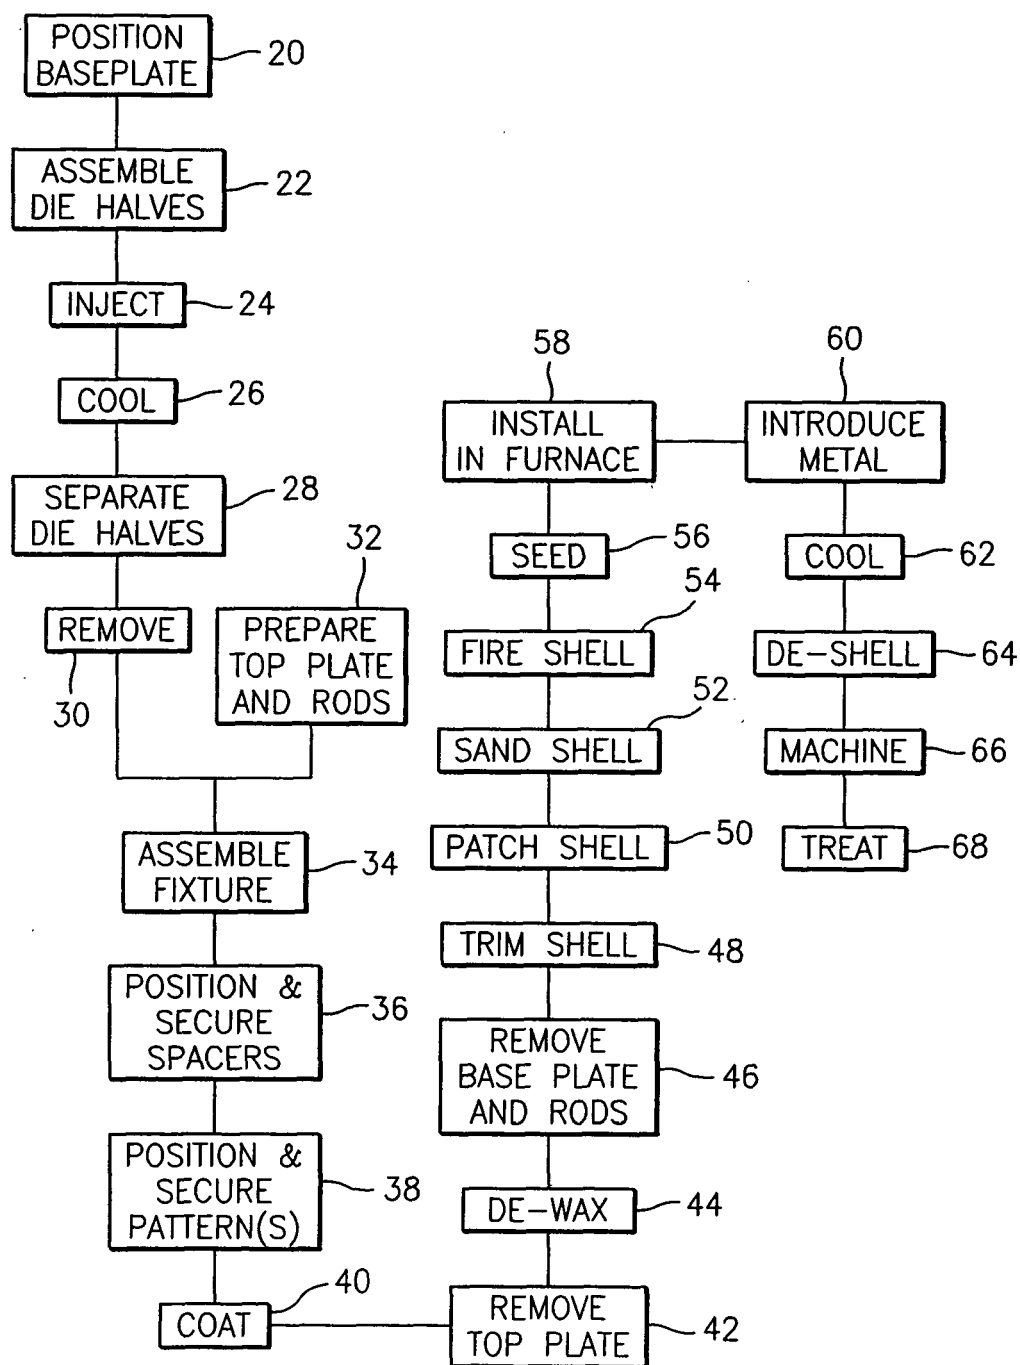 POSITION
BASEPLATE
20
ASSEMBLE
DIE HALVES
22
INJECT
24
COOL
26
SEPARATE
DIE HALVES
28
REMOVE
30
32
PREPARE
TOP PLATE
AND RODS
ASSEMBLE
FIXTURE
34
POSITION &
SECURE
SPACERS
36
POSITION &
SECURE
PATTERN(S)
38
COAT
40
REMOVE
TOP PLATE
42
DE-WAX
44
REMOVE
BASE PLATE
AND RODS
46
TRIM SHELL
48
PATCH SHELL
50
SAND SHELL
52
FIRE SHELL
54
SEED
56
58
INSTALL
IN FURNACE
60
INTRODUCE
METAL
COOL
62
DE-SHELL
64
MACHINE
66
TREAT
68